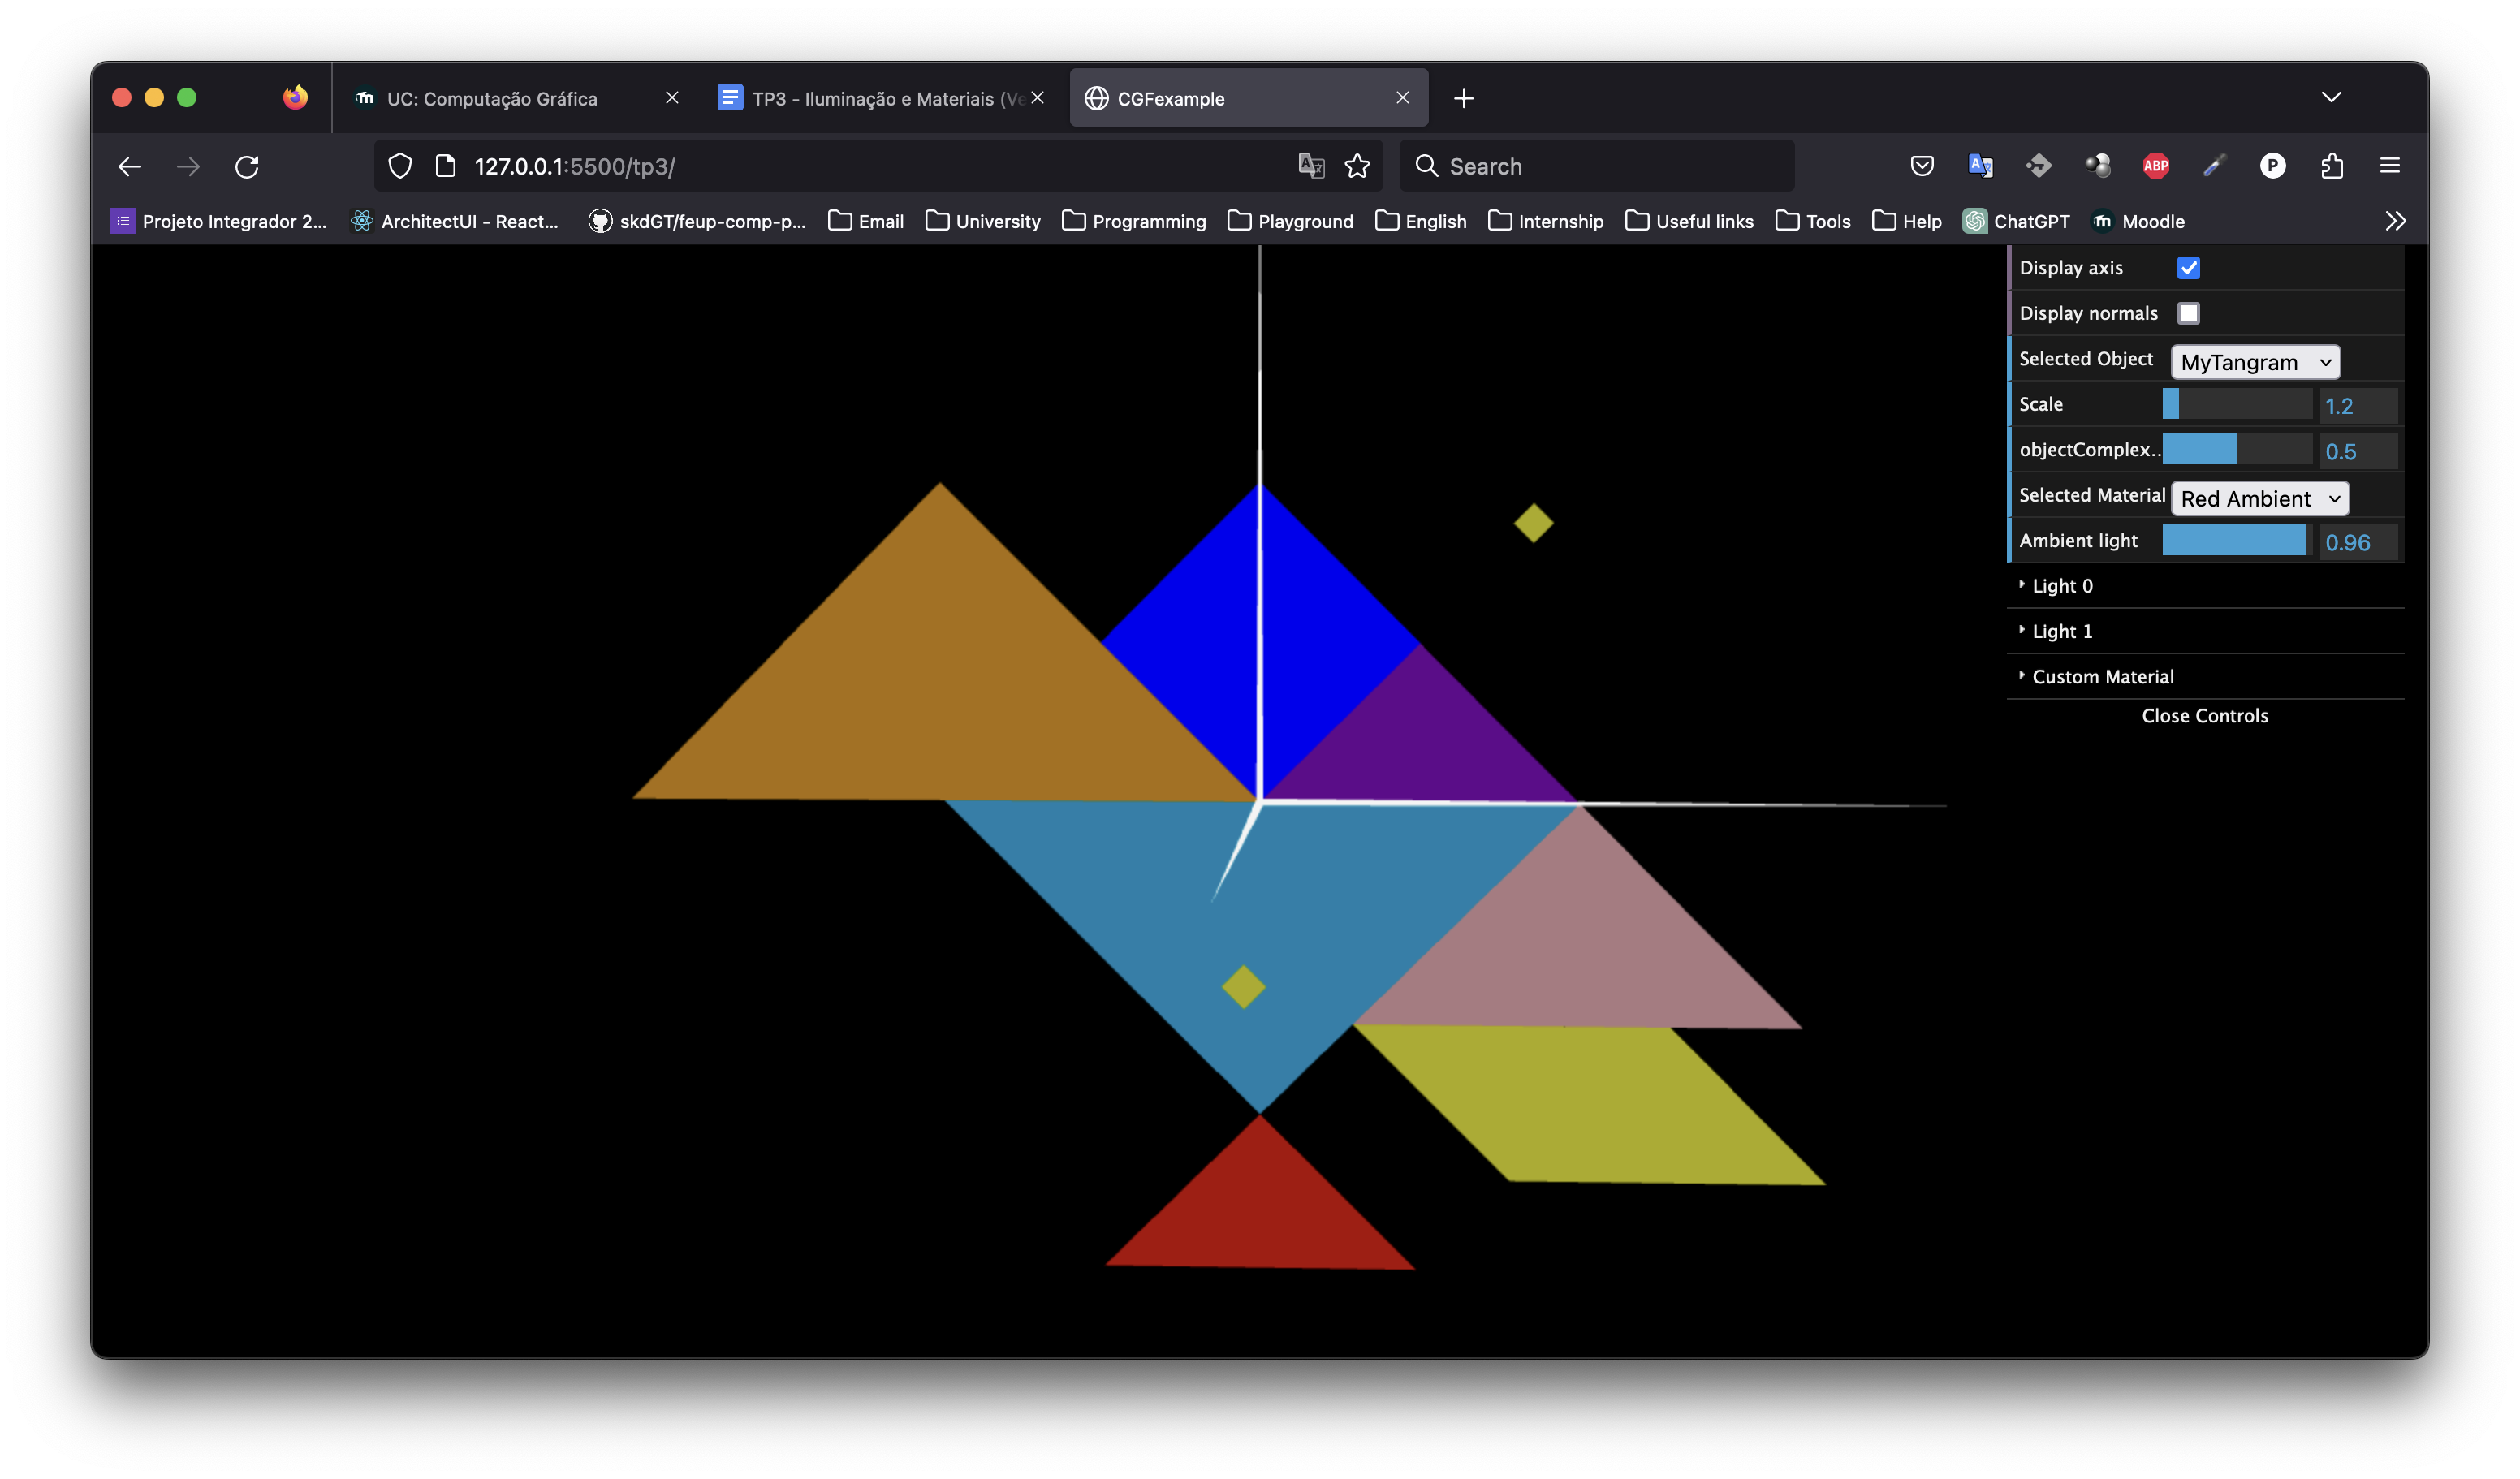 UC: Computação Gráfica
TP3 - Iluminação e Materiais (Ve
CGFexample
127.0.0.1:5500/tp3/
Search
ABP
P
Projeto Integrador 2...
ArchitectUI - React...
skdGT/feup-comp-p...
Email
University
Programming
Playground
English
Internship
Useful links
Tools
Help
ChatGPT
Moodle
Display axis
Display normals
Selected Object MyTangram
Scale 1.2
objectComplex.. 0.5
Selected Material Red Ambient
Ambient light 0.96
Light 0
Light 1
Custom Material
Close Controls